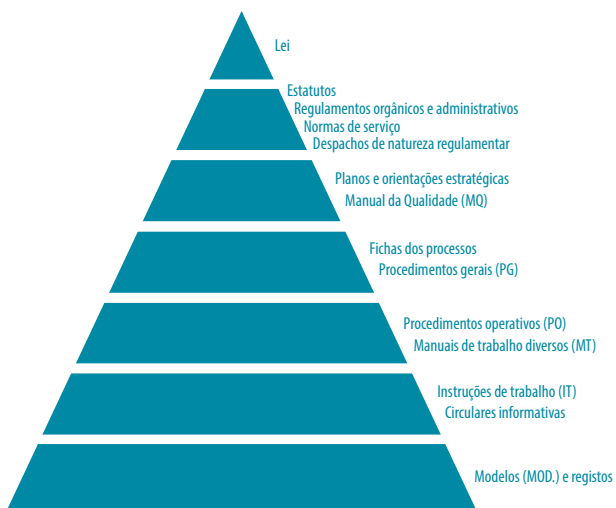 Lei
Estatutos
Regulamentos orgânicos e administrativos
Normas de serviço
Despachos de natureza regulamentar
Planos e orientações estratégicas
Manual da Qualidade (MQ)
Fichas dos processos
Procedimentos gerais (PG)
Procedimentos operativos (PO)
Manuais de trabalho diversos (MT)
Instruções de trabalho (IT)
Circulares informativas
Modelos (MOD.) e registos